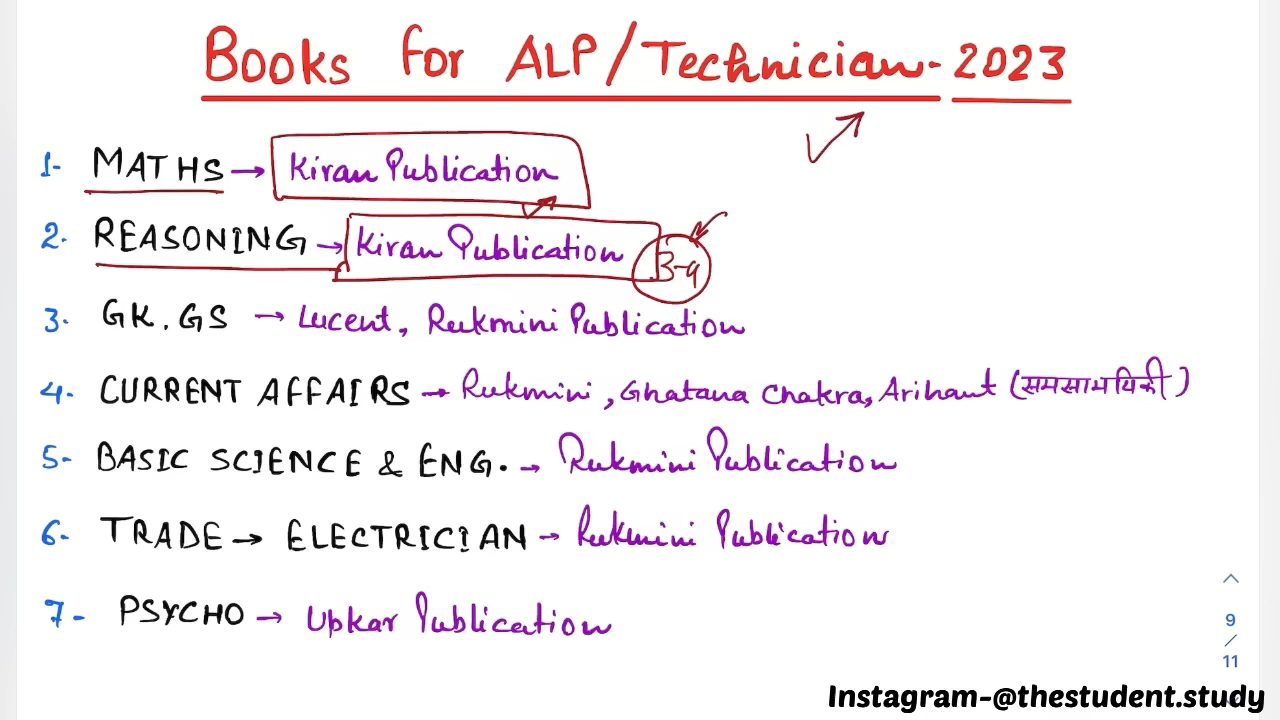 Books for ALP/Technician-2023
1- MATHS → Kiran Publication
2. REASONING → Kiran Publication 3-4
3. GK.GS → Lucent, Rukmini Publication
4. CURRENT AFFAIRS → Rukmini, Ghatana Chakra, Arihant (समसामयिकी)
5- BASIC SCIENCE & ENG. → Rukmini Publication
6- TRADE → ELECTRICIAN → Rukmini Publication
7- PSYCHO → Upkar Publication
9
/
11
Instagram-@thestudent.study